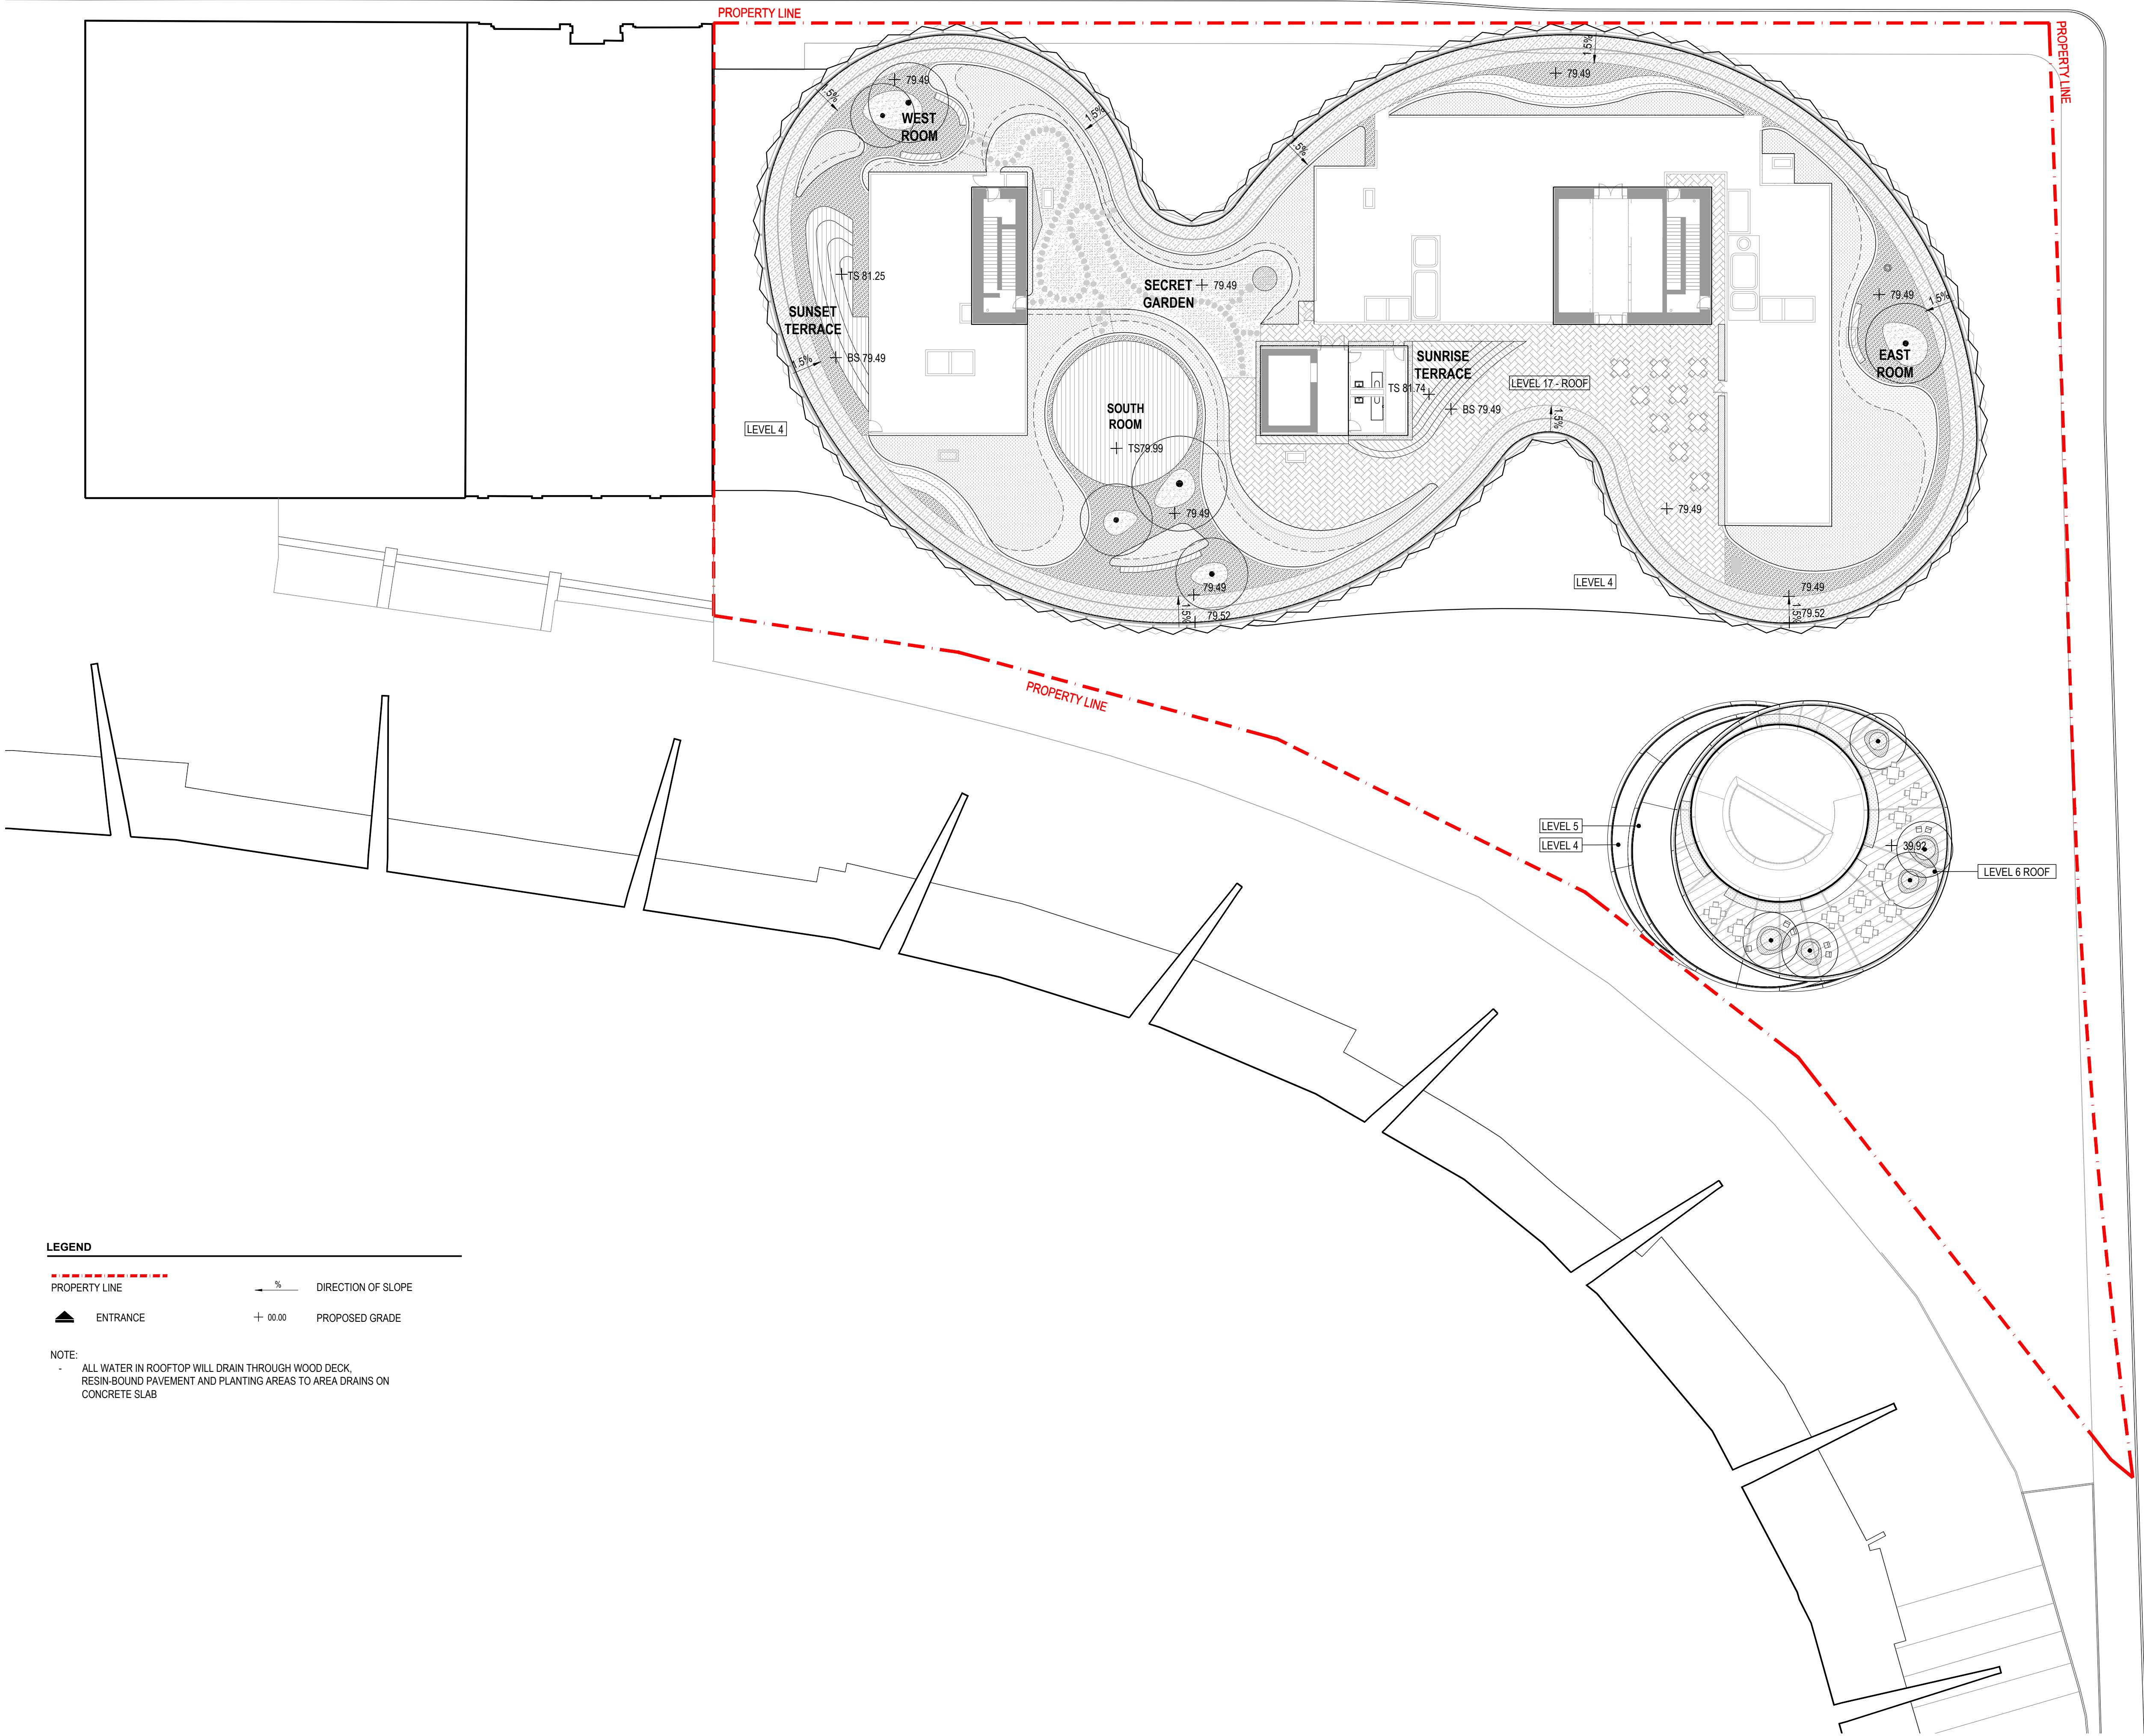 PROPERTY LINE
PROPERTY LINE
1.5%
79.49
79.49
1.5%
WEST
ROOM
1.5%
.5%
TS 81.25
SECRET
GARDEN
79.49
79.49
1.5%
SUNSET
TERRACE
BS 79.49
1.5%
SUNRISE
TERRACE
TS 81.74
EAST
ROOM
LEVEL 17 - ROOF
SOUTH
ROOM
BS 79.49
1.5%
LEVEL 4
TS79.99
79.49
79.49
LEVEL 4
79.49
79.52
1.5%
79.49
79.52
1.5%
PROPERTY LINE
LEVEL 5
LEVEL 4
39.92
LEVEL 6 ROOF
LEGEND
PROPERTY LINE
%
DIRECTION OF SLOPE
ENTRANCE
00.00
PROPOSED GRADE
NOTE:
- ALL WATER IN ROOFTOP WILL DRAIN THROUGH WOOD DECK,
RESIN-BOUND PAVEMENT AND PLANTING AREAS TO AREA DRAINS ON
CONCRETE SLAB